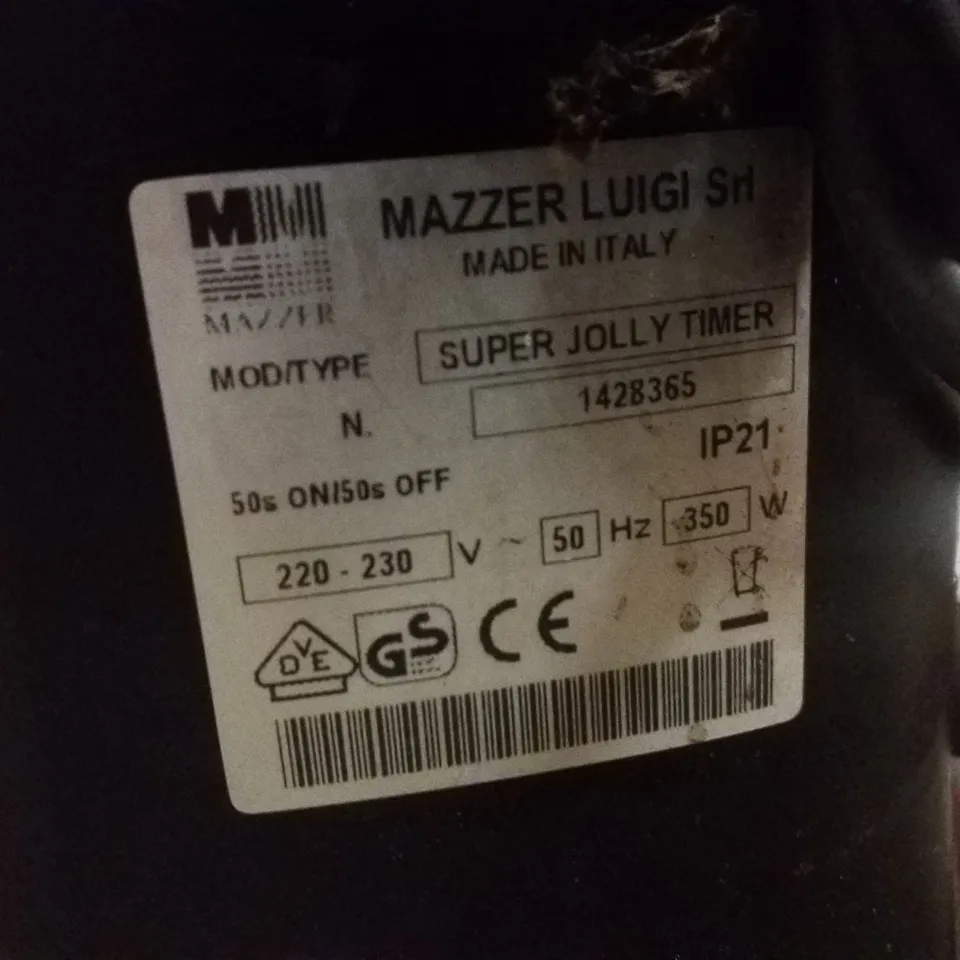 M
MAZZER
MAZZER LUIGI Srl
MADE IN ITALY
MOD/TYPE SUPER JOLLY TIMER
N. 1428365
IP21
50s ON/50s OFF
220 - 230 V ~ 50 Hz 350 W
DVE GS CE